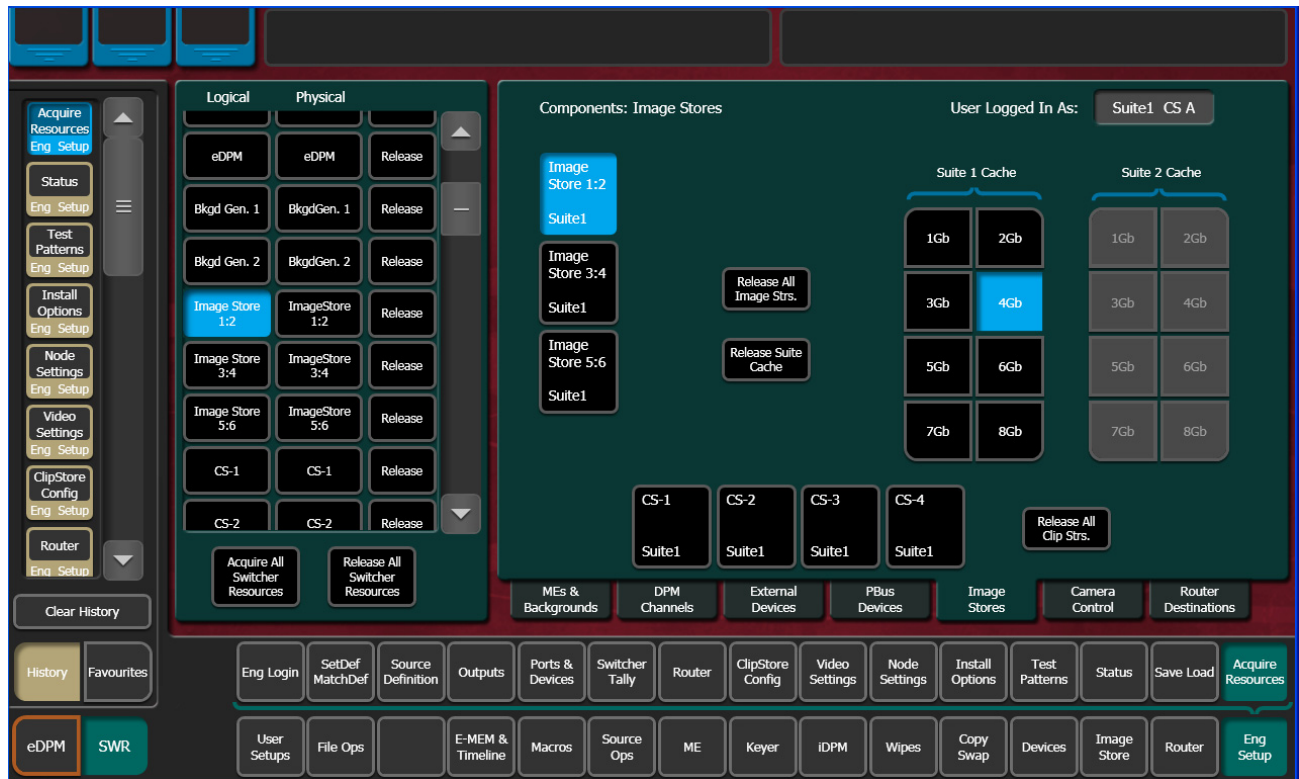 Acquire
Resources
Eng Setup
Status
Eng Setup
Test
Patterns
Eng Setup
Install
Options
Eng Setup
Node
Settings
Eng Setup
Video
Settings
Eng Setup
ClipStore
Config
Eng Setup
Router
Eng Setup
Clear History
History
Favourites
eDPM
SWR
Logical
Physical
eDPM
eDPM
Release
Bkgd Gen. 1
BkgdGen. 1
Release
Bkgd Gen. 2
BkgdGen. 2
Release
Image Store
1:2
ImageStore
1:2
Release
Image Store
3:4
ImageStore
3:4
Release
Image Store
5:6
ImageStore
5:6
Release
CS-1
CS-1
Release
CS-2
CS-2
Release
Acquire All
Switcher
Resources
Release All
Switcher
Resources
Components: Image Stores
User Logged In As:
Suite1 CS A
Image
Store 1:2
Suite1
Image
Store 3:4
Suite1
Image
Store 5:6
Suite1
Release All
Image Strs.
Release Suite
Cache
Suite 1 Cache
1Gb
2Gb
3Gb
4Gb
5Gb
6Gb
7Gb
8Gb
Suite 2 Cache
1Gb
2Gb
3Gb
4Gb
5Gb
6Gb
7Gb
8Gb
CS-1
Suite1
CS-2
Suite1
CS-3
Suite1
CS-4
Suite1
Release All
Clip Strs.
MEs &
Backgrounds
DPM
Channels
External
Devices
PBus
Devices
Image
Stores
Camera
Control
Router
Destinations
Eng Login
SetDef
MatchDef
Source
Definition
Outputs
Ports &
Devices
Switcher
Tally
Router
ClipStore
Config
Video
Settings
Node
Settings
Install
Options
Test
Patterns
Status
Save Load
Acquire
Resources
User
Setups
File Ops
E-MEM &
Timeline
Macros
Source
Ops
ME
Keyer
iDPM
Wipes
Copy
Swap
Devices
Image
Store
Router
Eng
Setup